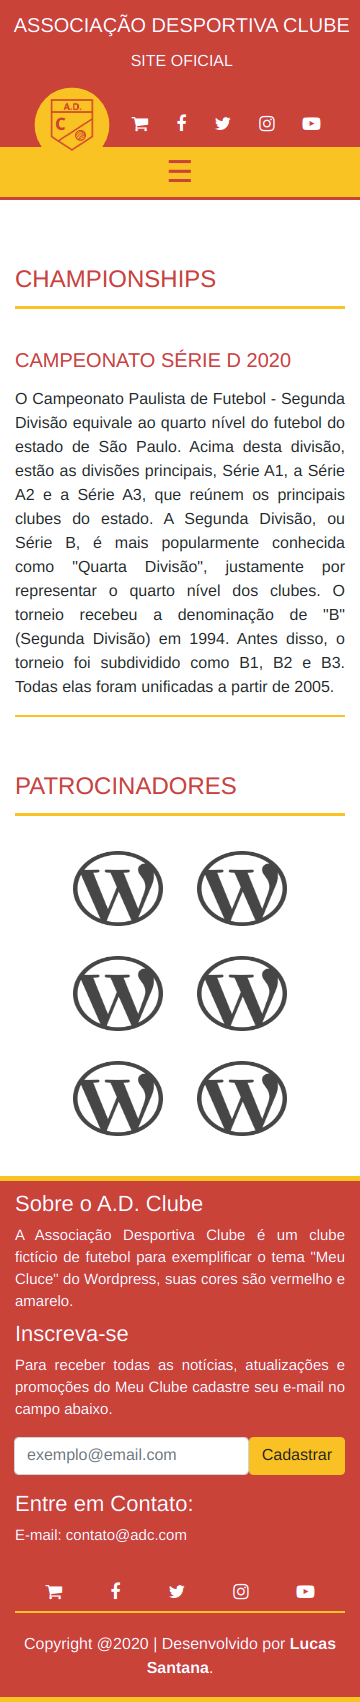 ASSOCIAÇÃO DESPORTIVA CLUBE
SITE OFICIAL
A.D.
C
CHAMPIONSHIPS
CAMPEONATO SÉRIE D 2020
O Campeonato Paulista de Futebol - Segunda
Divisão equivale ao quarto nível do futebol do
estado de São Paulo. Acima desta divisão,
estão as divisões principais, Série A1, a Série
A2 e a Série A3, que reúnem os principais
clubes do estado. A Segunda Divisão, ou
Série B, é mais popularmente conhecida
como "Quarta Divisão", justamente por
representar o quarto nível dos clubes. O
torneio recebeu a denominação de "B"
(Segunda Divisão) em 1994. Antes disso, o
torneio foi subdividido como B1, B2 e B3.
Todas elas foram unificadas a partir de 2005.
PATROCINADORES
W W
W W
W W
Sobre o A.D. Clube
A Associação Desportiva Clube é um clube
fictício de futebol para exemplificar o tema "Meu
Cluce" do Wordpress, suas cores são vermelho e
amarelo.
Inscreva-se
Para receber todas as notícias, atualizações e
promoções do Meu Clube cadastre seu e-mail no
campo abaixo.
exemplo@email.com Cadastrar
Entre em Contato:
E-mail: contato@adc.com
Copyright @2020 | Desenvolvido por Lucas
Santana.